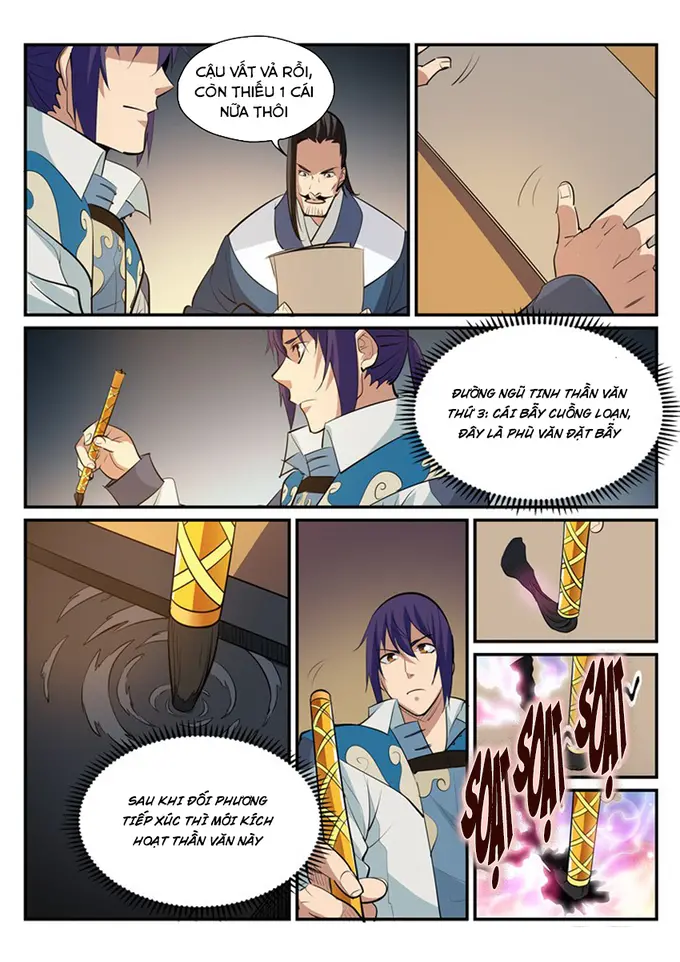 CẬU VẤT VẢ RỒI,
CÒN THIẾU 1 CÁI
NỮA THÔI
ĐƯỜNG NGŨ TINH THẦN VĂN
THỨ 3: CÁI BẪY CUỒNG LOẠN,
ĐÂY LÀ PHÙ VĂN ĐẶT BẪY
SAU KHI ĐỐI PHƯƠNG
TIẾP XÚC THÌ MỚI KÍCH
HOẠT THẦN VĂN NÀY
SOẠT
SOẠT
SOẠT